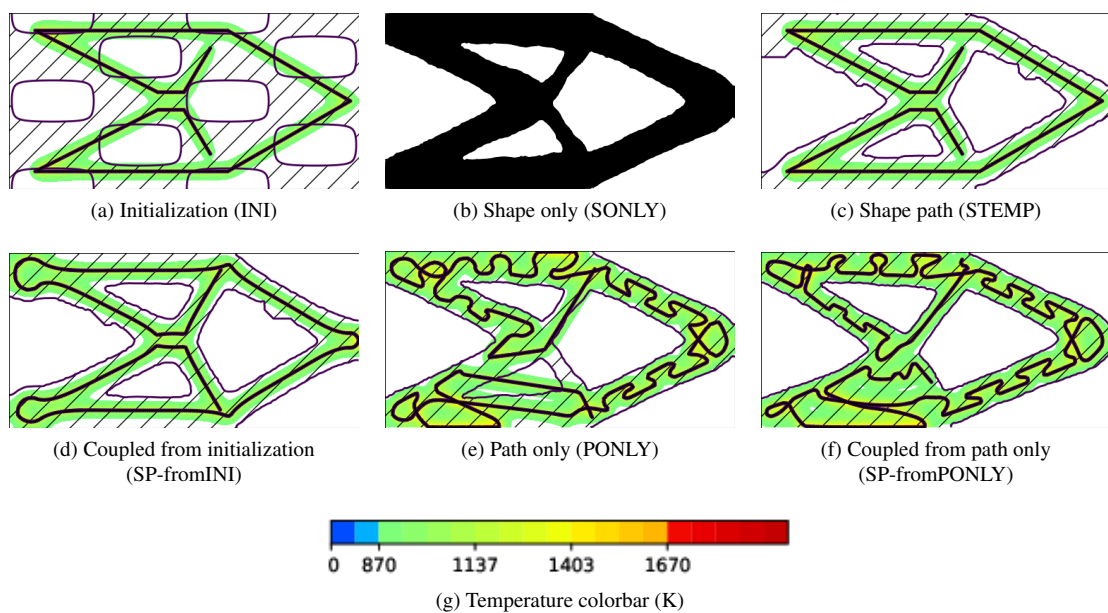 (a) Initialization (INI)
(b) Shape only (SONLY)
(c) Shape path (STEMP)
(d) Coupled from initialization
(SP-fromINI)
(e) Path only (PONLY)
(f) Coupled from path only
(SP-fromPONLY)
0 870 1137 1403 1670
(g) Temperature colorbar (K)